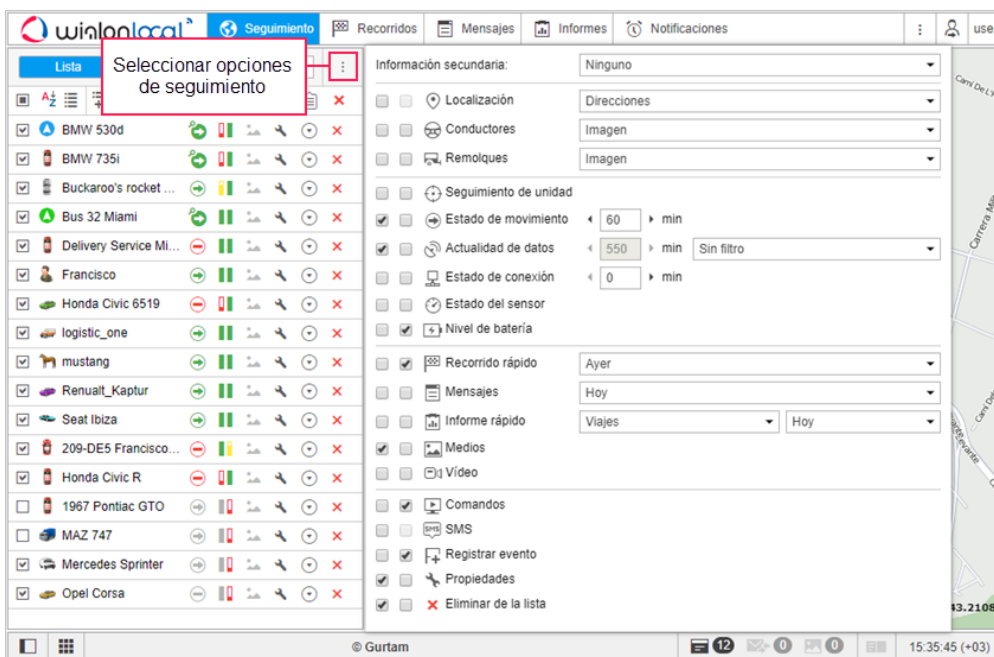 wialonlocal
Seguimiento
Recorridos
Mensajes
Informes
Notificaciones
use
Lista
Seleccionar opciones
de seguimiento
BMW 530d
BMW 735i
Buckaroo's rocket ...
Bus 32 Miami
Delivery Service Mi...
Francisco
Honda Civic 6519
logistic_one
mustang
Renualt_Kaptur
Seat Ibiza
209-DE5 Francisco...
Honda Civic R
1967 Pontiac GTO
MAZ 747
Mercedes Sprinter
Opel Corsa
Información secundaria: Ninguno
Localización Direcciones
Conductores Imagen
Remolques Imagen
Seguimiento de unidad
Estado de movimiento 60 min
Actualidad de datos 550 min Sin filtro
Estado de conexión 0 min
Estado del sensor
Nivel de batería
Recorrido rápido Ayer
Mensajes Hoy
Informe rápido Viajes Hoy
Medios
Vídeo
Comandos
SMS SMS
Registrar evento
Propiedades
Eliminar de la lista
43.2108
© Gurtam
12 0 0
15:35:45 (+03)